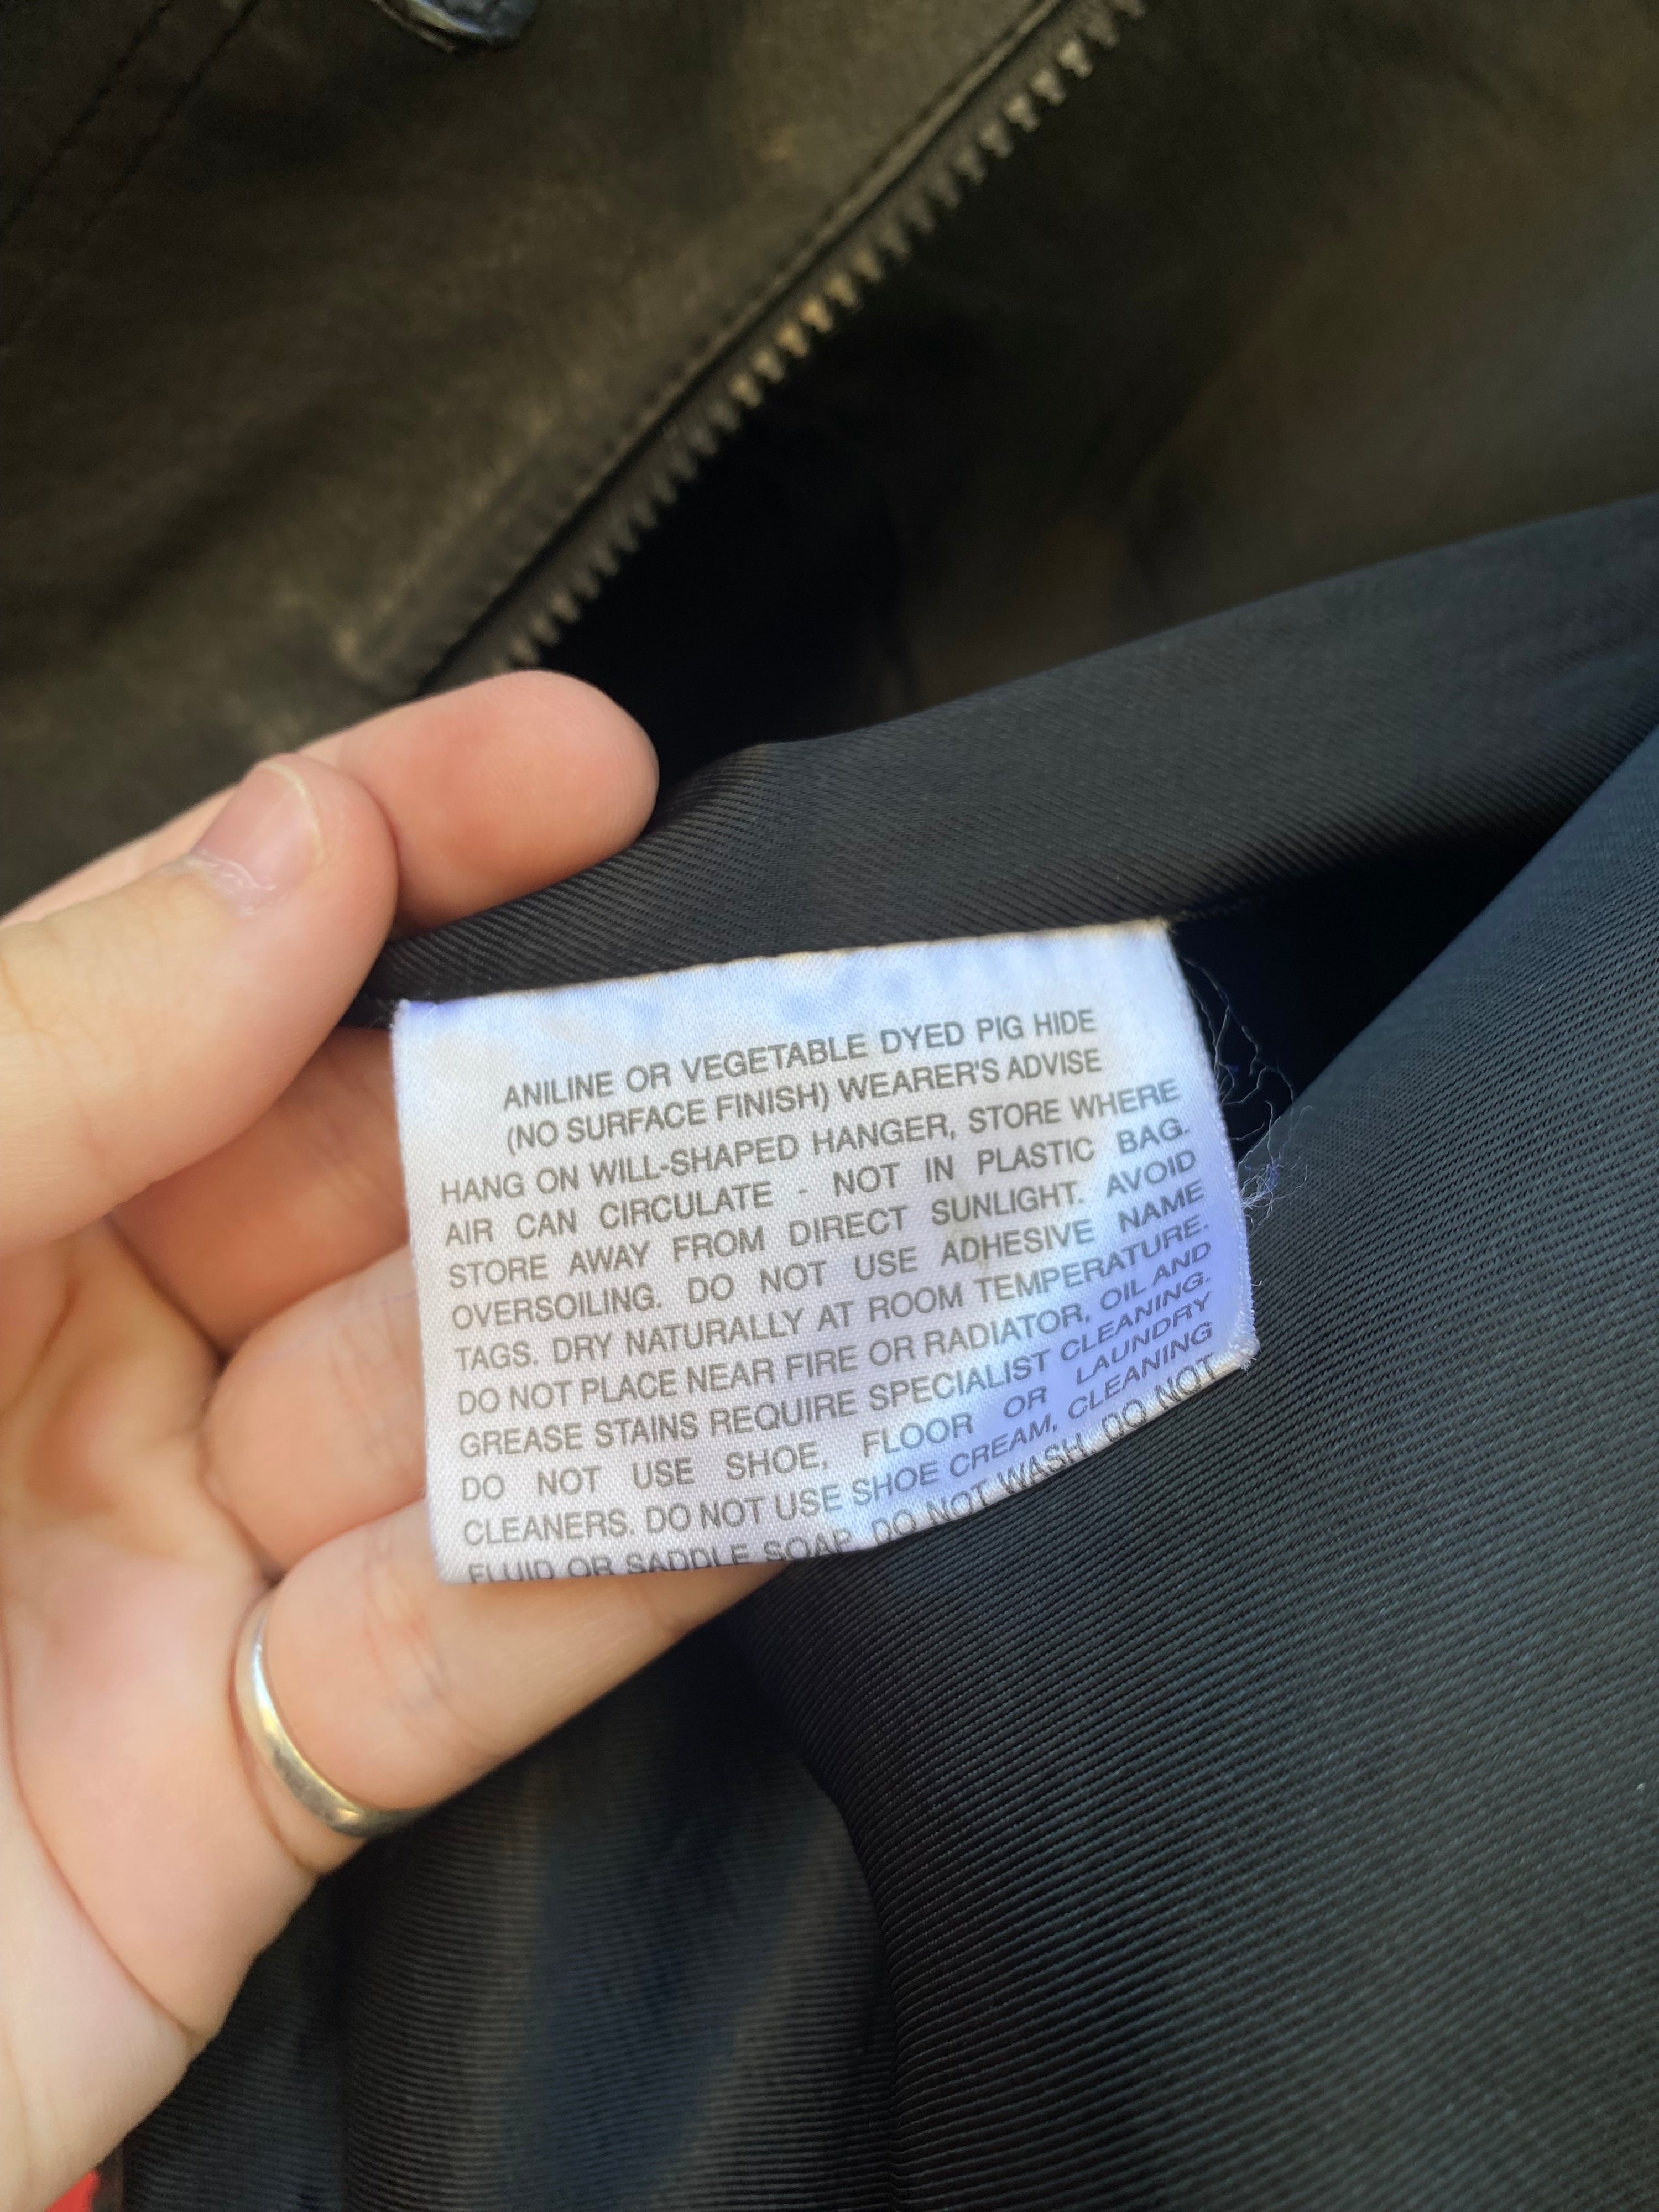 ANILINE OR VEGETABLE DYED PIG HIDE
(NO SURFACE FINISH) WEARER'S ADVISE
HANG ON WILL-SHAPED HANGER, STORE WHERE
AIR CAN CIRCULATE - NOT IN PLASTIC BAG.
STORE AWAY FROM DIRECT SUNLIGHT. AVOID
OVERSOILING. DO NOT USE ADHESIVE NAME
TAGS. DRY NATURALLY AT ROOM TEMPERATURE.
DO NOT PLACE NEAR FIRE OR RADIATOR, OIL AND
GREASE STAINS REQUIRE SPECIALIST CLEANING.
DO NOT USE SHOE, FLOOR OR LAUNDRY
CLEANERS. DO NOT USE SHOE CREAM, CLEANING
FLUID OR SADDLE SOAP. DO NOT WASH. DO NOT